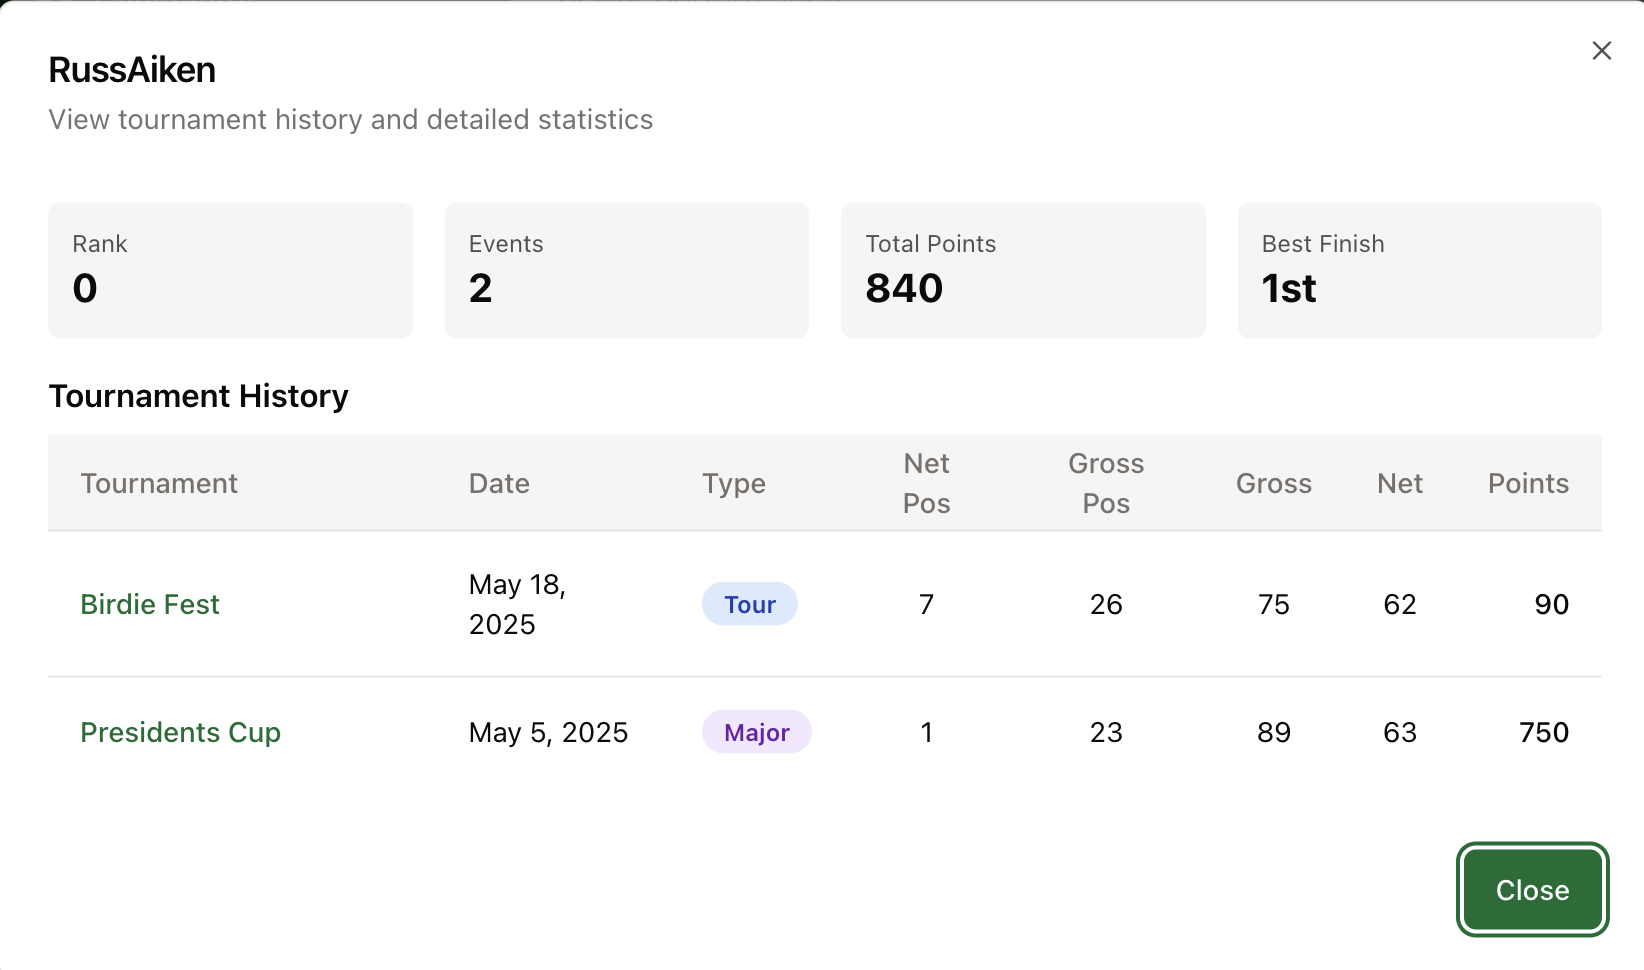 RussAiken
View tournament history and detailed statistics
Rank
0
Events
2
Total Points
840
Best Finish
1st
Tournament History
Tournament Date Type Net Pos Gross Pos Gross Net Points
Birdie Fest May 18, 2025 Tour 7 26 75 62 90
Presidents Cup May 5, 2025 Major 1 23 89 63 750
Close